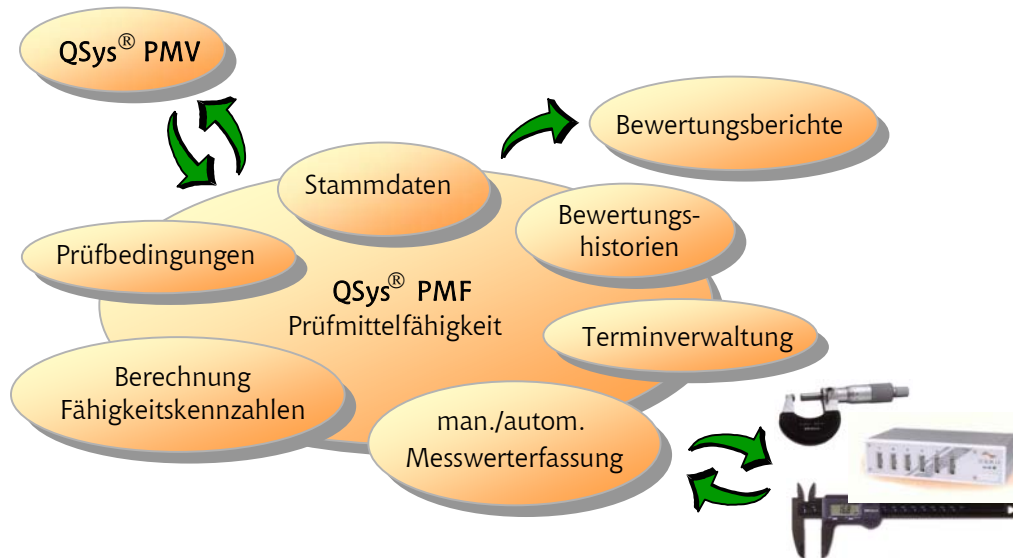 QSys® PMV
Bewertungsberichte
Stammdaten
Bewertungs-
historien
Prüfbedingungen
QSys® PMF
Prüfmittelfähigkeit
Terminverwaltung
Berechnung
Fähigkeitskennzahlen
man./autom.
Messwerterfassung